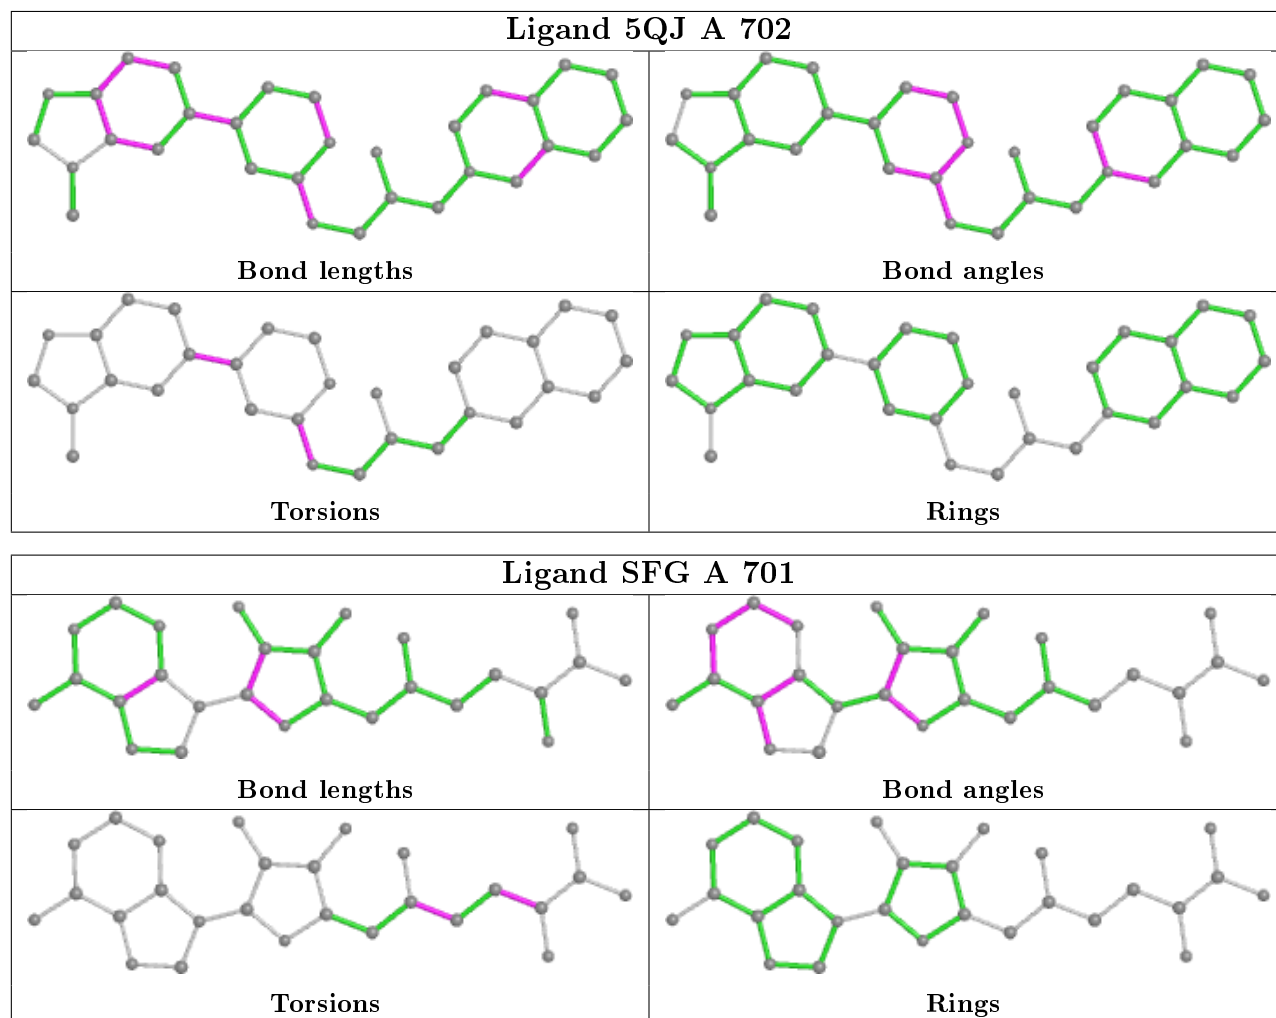 Ligand 5QJ A 702
Bond lengths
Bond angles
Torsions
Rings
Ligand SFG A 701
Bond lengths
Bond angles
Torsions
Rings